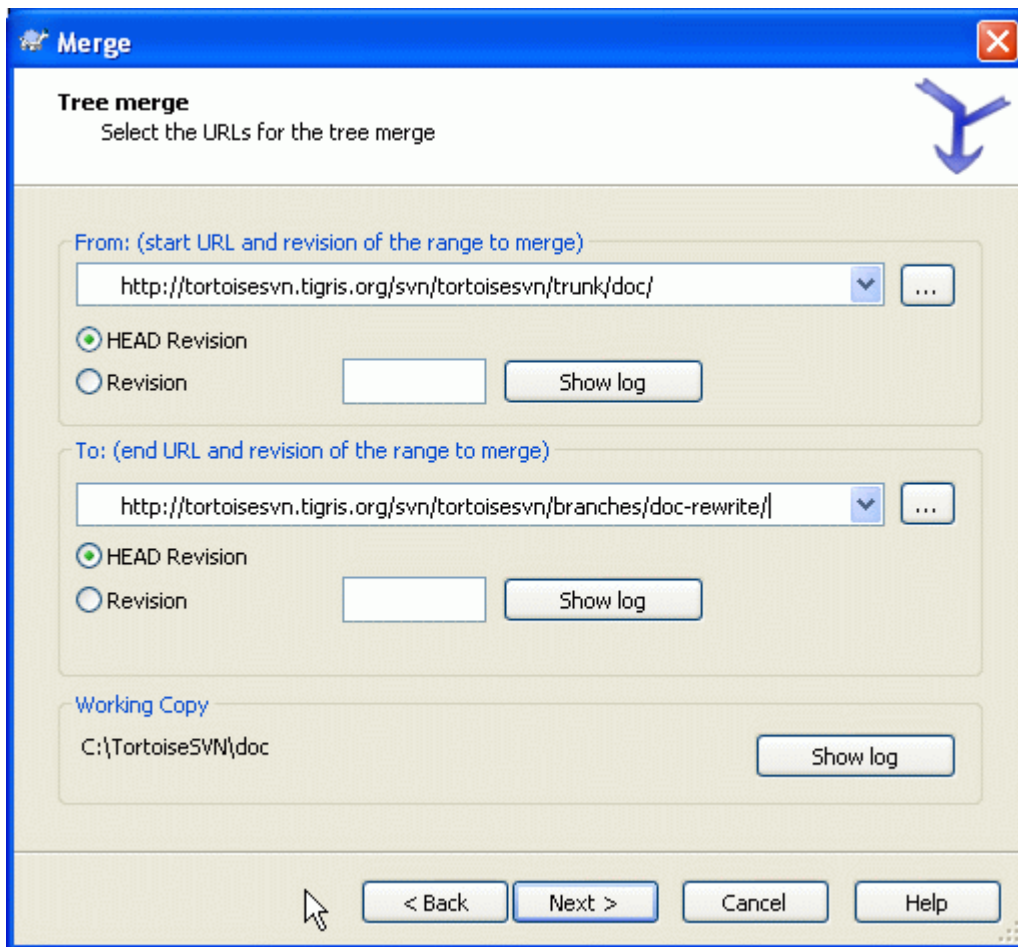 Merge
Tree merge
Select the URLs for the tree merge
From: (start URL and revision of the range to merge)
http://tortoisesvn.tigris.org/svn/tortoisesvn/trunk/doc/
...
HEAD Revision
Revision
Show log
To: (end URL and revision of the range to merge)
http://tortoisesvn.tigris.org/svn/tortoisesvn/branches/doc-rewrite/
...
HEAD Revision
Revision
Show log
Working Copy
C:\TortoiseSVN\doc
Show log
< Back
Next >
Cancel
Help